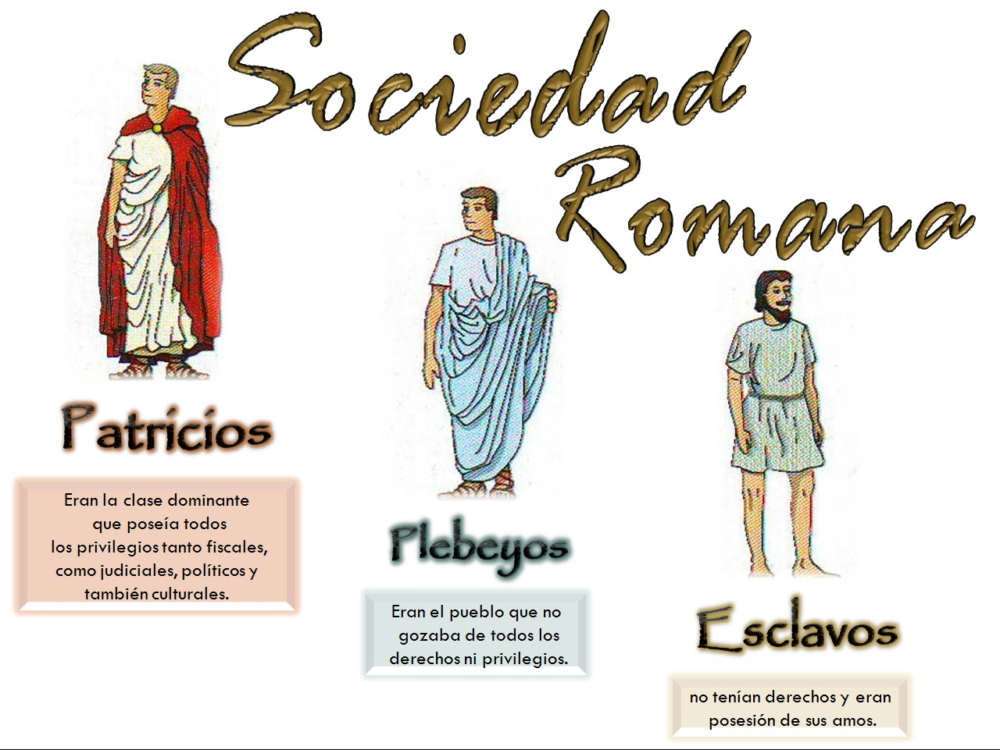 Sociedad
Romana
Patricios
Eran la clase dominante
que poseía todos
los privilegios tanto fiscales,
como judiciales, políticos y
también culturales.
Plebeyos
Eran el pueblo que no
gozaba de todos los
derechos ni privilegios.
Esclavos
no tenían derechos y eran
posesión de sus amos.